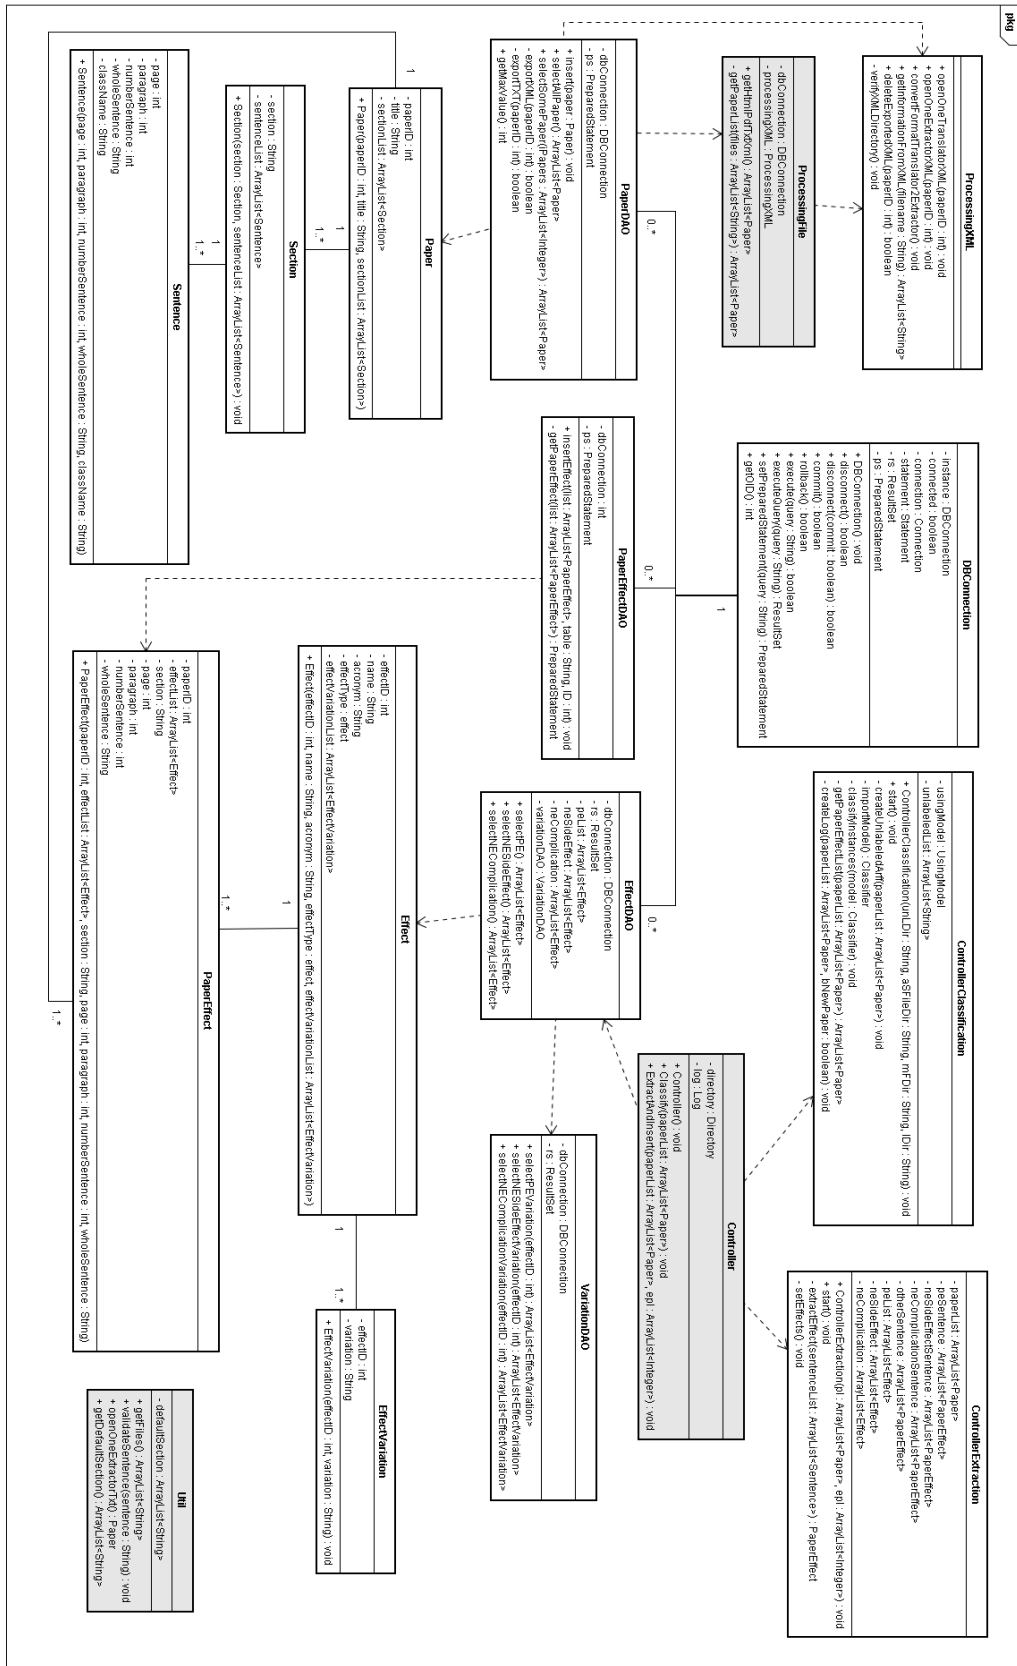 pkg
ProcessingXML
+ openOneTranslatorXML(paperID : int) : void
+ openOneExtractorXML(paperID : int) : void
+ convertFormatTranslator2Extractor() : void
+ getInformationFromXML(filename : String) : ArrayList<String>
+ deleteExportedXML(paperID : int) : boolean
- verifyXMLDirectory() : void
ProcessingFile
- dbConnection : DBConnection
- processingXML : ProcessingXML
+ getHtmlPdfTxtXml() : ArrayList<Paper>
- getPaperList(files : ArrayList<String>) : ArrayList<Paper>
PaperDAO
- dbConnection : DBConnection
- ps : PreparedStatement
+ insert(paper : Paper) : void
+ selectAllPaper() : ArrayList<Paper>
+ selectSomePaper(iPapers : ArrayList<Integer>) : ArrayList<Paper>
- exportXML(paperID : int) : boolean
- exportTXT(paperID : int) : boolean
+ getMaxValue() : int
0..*
Paper
- paperID : int
- title : String
- sectionList : ArrayList<Section>
+ Paper(paperID : int, title : String, sectionList : ArrayList<Section>)
1
1
1..*
Section
- section : String
- sentenceList : ArrayList<Sentence>
+ Section(section : Section, sentenceList : ArrayList<Sentence>) : void
1
1..*
Sentence
- page : int
- paragraph : int
- numberSentence : int
- wholeSentence : String
- className : String
+ Sentence(page : int, paragraph : int, numberSentence : int, wholeSentence : String, className : String)
DBConnection
- instance : DBConnection
- connected : boolean
- connection : Connection
- statement : Statement
- rs : ResultSet
- ps : PreparedStatement
+ DBConnection() : void
+ disconnect() : boolean
+ disconnect(commit : boolean) : boolean
+ commit() : boolean
+ rollback() : boolean
+ execute(query : String) : boolean
+ executeQuery(query : String) : ResultSet
+ setPreparedStatement(query : String) : PreparedStatement
+ getOID() : int
1
PaperEffectDAO
- dbConnection : int
- ps : PreparedStatement
+ insertEffect(list : ArrayList<PaperEffect>, table : String, ID : int) : void
- getPaperEffect(list : ArrayList<PaperEffect>) : PreparedStatement
0..*
ControllerClassification
- usingModel : UsingModel
- unlabeledList : ArrayList<String>
+ ControllerClassification(unLDir : String, aSFileDir : String, mFDir : String, lDir : String) : void
+ start() : void
- createUnlabeledArff(paperList : ArrayList<Paper>) : void
- importModel() : Classifier
- classifyInstances(model : Classifier) : void
- getPaperEffectList(paperList : ArrayList<Paper>) : ArrayList<Paper>
- createLog(paperList : ArrayList<Paper>, bNewPaper : boolean) : void
EffectDAO
- dbConnection : DBConnection
- rs : ResultSet
- peList : ArrayList<Effect>
- neSideEffect : ArrayList<Effect>
- neComplication : ArrayList<Effect>
- variationDAO : VariationDAO
+ selectPE() : ArrayList<Effect>
+ selectNESideEffect() : ArrayList<Effect>
+ selectNEComplication() : ArrayList<Effect>
0..*
Effect
- effectID : int
- name : String
- acronym : String
- effectType : effect
- effectVariationList : ArrayList<EffectVariation>
+ Effect(effectID : int, name : String, acronym : String, effectType : effect, effectVariationList : ArrayList<EffectVariation>)
1
1..*
PaperEffect
- paperID : int
- effectList : ArrayList<Effect>
- section : String
- page : int
- paragraph : int
- numberSentence : int
- wholeSentence : String
+ PaperEffect(paperID : int, effectList : ArrayList<Effect>, section : String, page : int, paragraph : int, numberSentence : int, wholeSentence : String)
1..*
Controller
- directory : Directory
- log : Log
+ Controller() : void
+ Classify(paperList : ArrayList<Paper>) : void
+ ExtractAndInsert(paperList : ArrayList<Paper>, epl : ArrayList<Integer>) : void
VariationDAO
- dbConnection : DBConnection
- rs : ResultSet
+ selectPEVariation(effectID : int) : ArrayList<EffectVariation>
+ selectNESideEffectVariation(effectID : int) : ArrayList<EffectVariation>
+ selectNEComplicationVariation(effectID : int) : ArrayList<EffectVariation>
1
1..*
EffectVariation
- effectID : int
- variation : String
+ EffectVariation(effectID : int, variation : String) : void
ControllerExtraction
- paperList : ArrayList<Paper>
- peSentence : ArrayList<PaperEffect>
- neSideEffectSentence : ArrayList<PaperEffect>
- neComplicationSentence : ArrayList<PaperEffect>
- otherSentence : ArrayList<PaperEffect>
- peList : ArrayList<Effect>
- neSideEffect : ArrayList<Effect>
- neComplication : ArrayList<Effect>
+ ControllerExtraction(pl : ArrayList<Paper>, epl : ArrayList<Integer>) : void
+ start() : void
- extractEffect(sentenceList : ArrayList<Sentence>) : PaperEffect
- setEffects() : void
Util
- defaultSection : ArrayList<String>
+ getFiles() : ArrayList<String>
+ validateSentence(sentence : String) : void
+ openOneExtractorTxt() : Paper
+ getDefaultSection() : ArrayList<String>